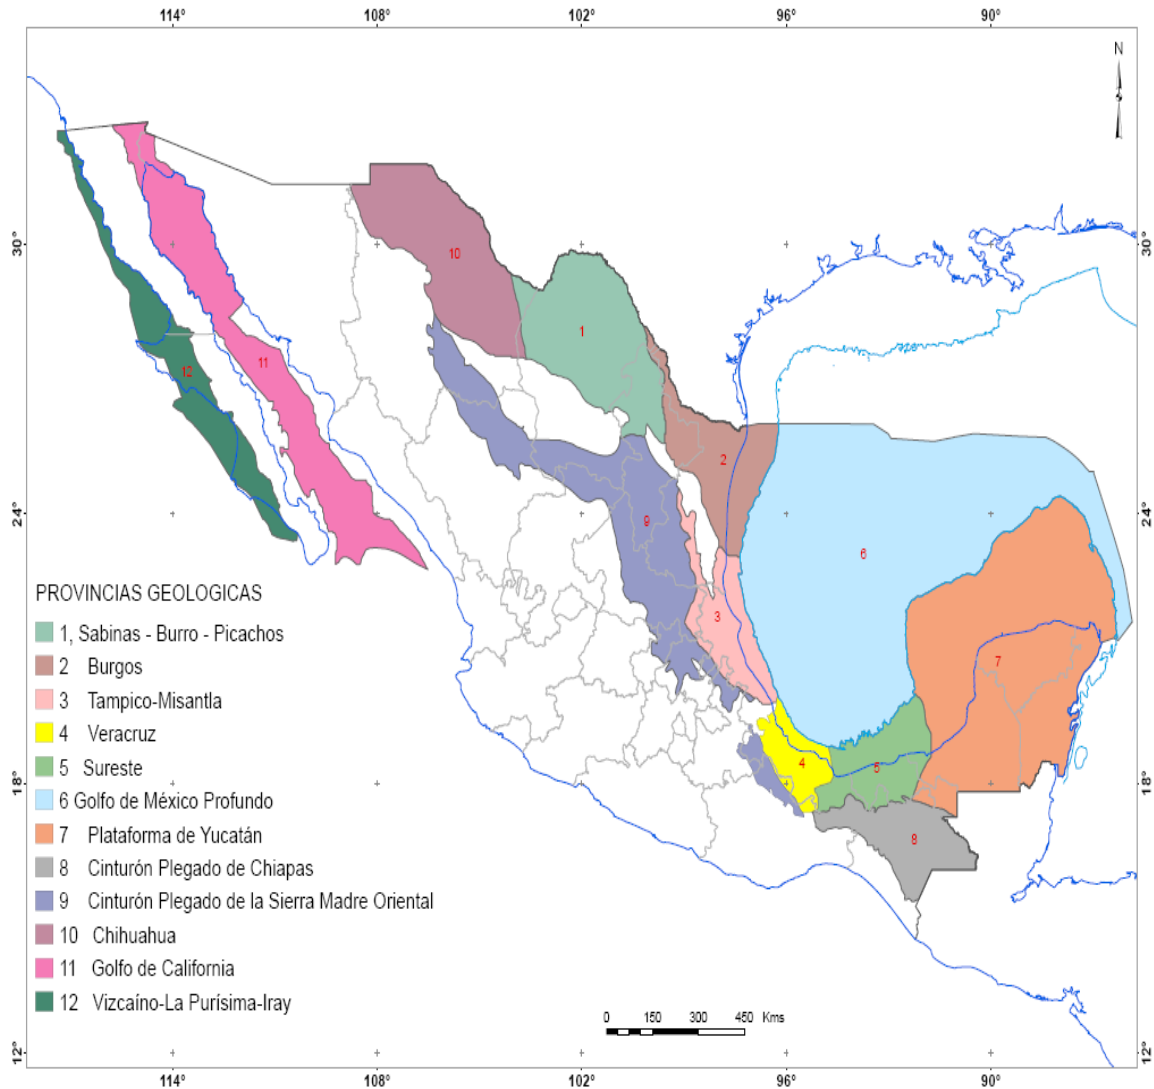 114° 108° 102° 96° 90°
N
30° 30°
10
1
11
12
2
24° 24°
9
6
3
7
PROVINCIAS GEOLOGICAS
1, Sabinas - Burro - Picachos
2 Burgos
3 Tampico-Misantla
4 Veracruz
5 Sureste
6 Golfo de México Profundo
7 Plataforma de Yucatán
8 Cinturón Plegado de Chiapas
9 Cinturón Plegado de la Sierra Madre Oriental
10 Chihuahua
11 Golfo de California
12 Vizcaíno-La Purísima-Iray
4
5
18° 18°
8
0 150 300 450 Kms
12° 12°
114° 108° 102° 96° 90°